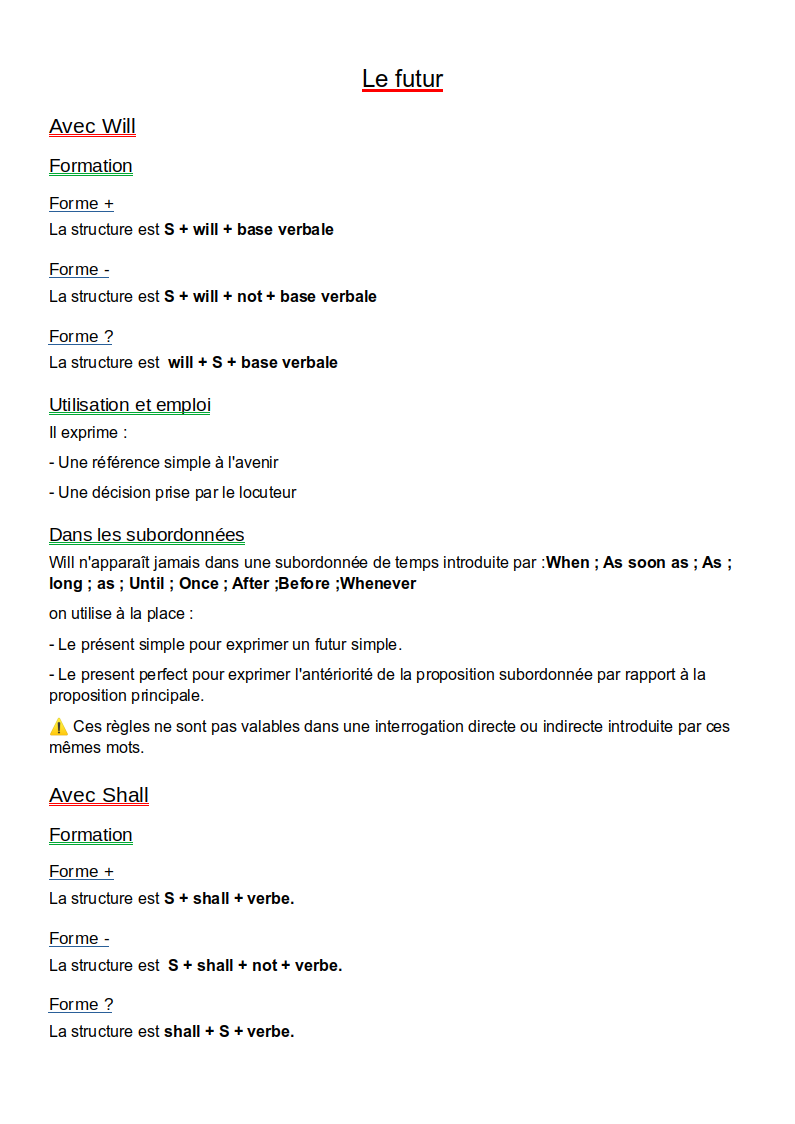 Le futur
Avec Will
Formation
Forme +
La structure est S + will + base verbale
Forme -
La structure est S + will + not + base verbale
Forme ?
La structure est will + S + base verbale
Utilisation et emploi
Il exprime :
- Une référence simple à l'avenir
- Une décision prise par le locuteur
Dans les subordonnées
Will n'apparaît jamais dans une subordonnée de temps introduite par :When ; As soon as ; As ;
long ; as ; Until ; Once ; After ;Before ;Whenever
on utilise à la place :
- Le présent simple pour exprimer un futur simple.
- Le present perfect pour exprimer l'antériorité de la proposition subordonnée par rapport à la
proposition principale.
⚠️ Ces règles ne sont pas valables dans une interrogation directe ou indirecte introduite par ces
mêmes mots.
Avec Shall
Formation
Forme +
La structure est S + shall + verbe.
Forme -
La structure est S + shall + not + verbe.
Forme ?
La structure est shall + S + verbe.